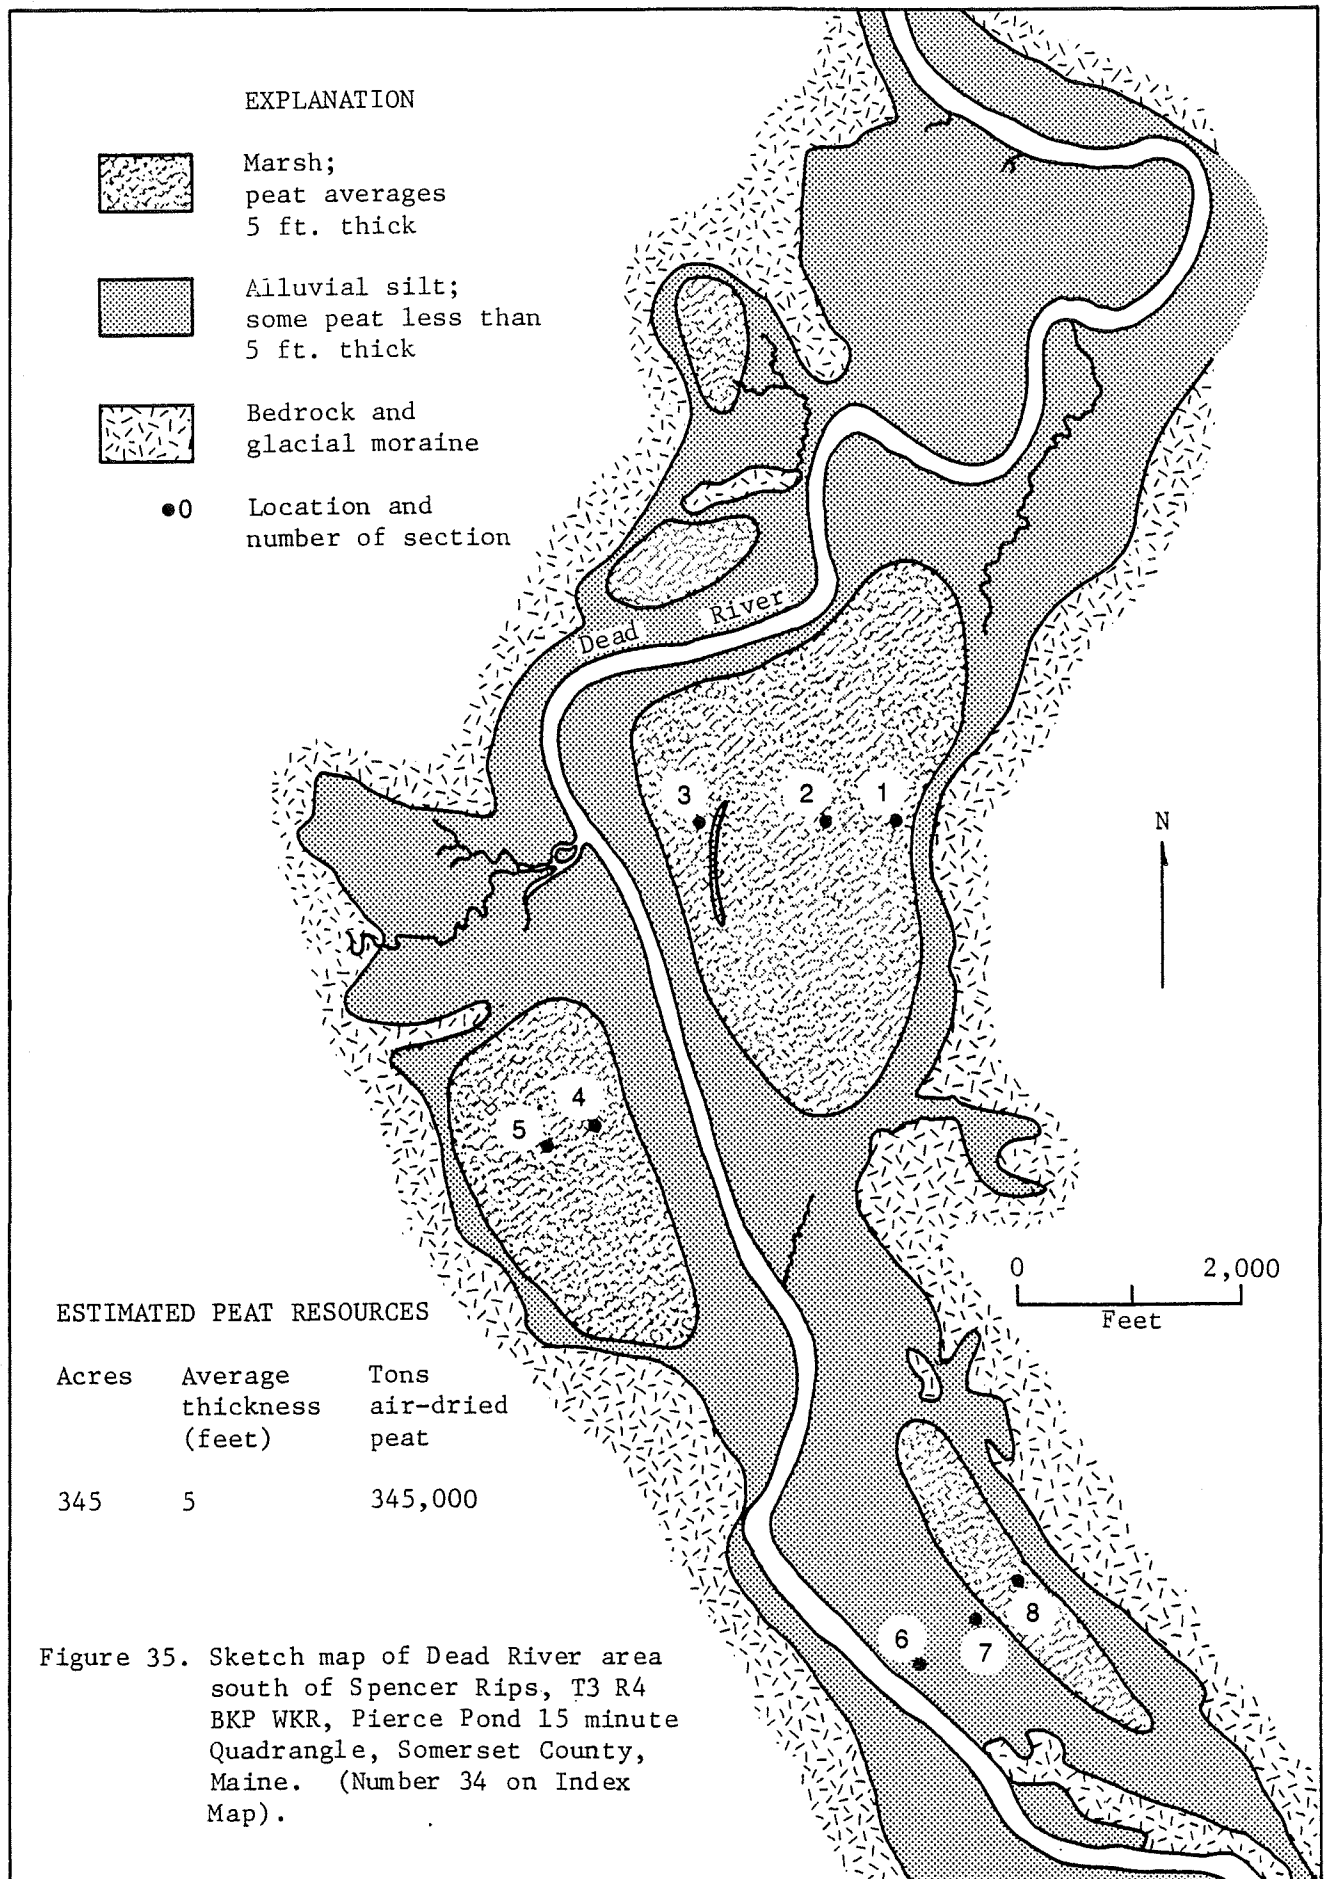 EXPLANATION
Marsh;
peat averages
5 ft. thick
Alluvial silt;
some peat less than
5 ft. thick
Bedrock and
glacial moraine
●0 Location and
number of section
Dead River
3 2 1
N
4
5
0 2,000
Feet
ESTIMATED PEAT RESOURCES
Acres Average Tons
thickness air-dried
(feet) peat
345 5 345,000
8
6
7
Figure 35. Sketch map of Dead River area
south of Spencer Rips, T3 R4
BKP WKR, Pierce Pond 15 minute
Quadrangle, Somerset County,
Maine. (Number 34 on Index
Map).